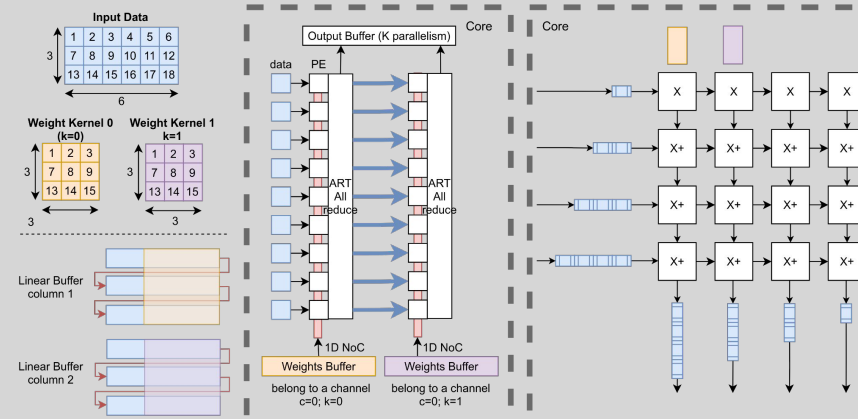 Input Data
3
1 2 3 4 5 6
7 8 9 10 11 12
13 14 15 16 17 18
6
Weight Kernel 0
(k=0)
3
1 2 3
7 8 9
13 14 15
3
Weight Kernel 1
k=1
3
1 2 3
7 8 9
13 14 15
3
Linear Buffer
column 1
Linear Buffer
column 2
Core
Output Buffer (K parallelism)
data PE
ART
All
reduce
ART
All
reduce
1D NoC
1D NoC
Weights Buffer
Weights Buffer
belong to a channel
c=0; k=0
belong to a channel
c=0; k=1
Core
X X X X
X+ X+ X+ X+
X+ X+ X+ X+
X+ X+ X+ X+